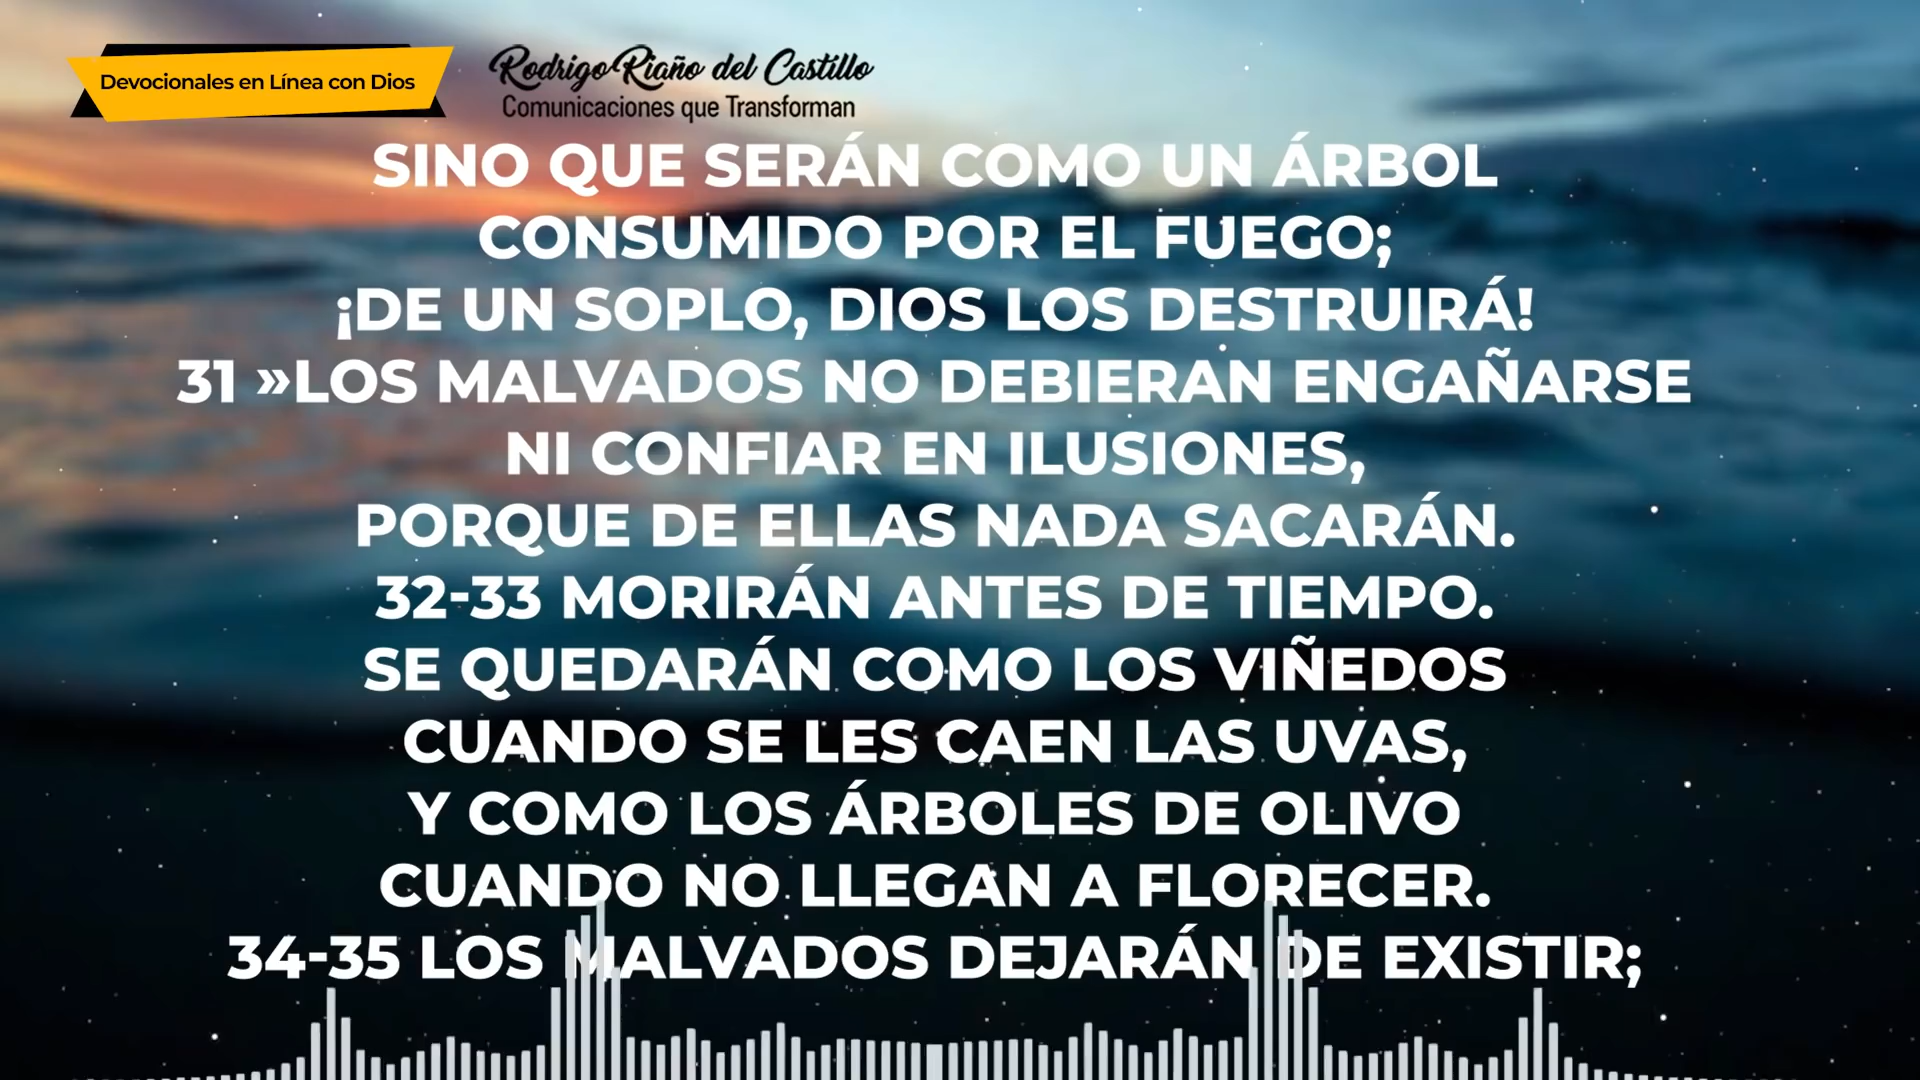 Devocionales en Línea con Dios
Rodrigo Riaño del Castillo
Comunicaciones que Transforman
SINO QUE SERÁN COMO UN ÁRBOL
CONSUMIDO POR EL FUEGO;
¡DE UN SOPLO, DIOS LOS DESTRUIRÁ!
31 »LOS MALVADOS NO DEBIERAN ENGAÑARSE
NI CONFIAR EN ILUSIONES,
PORQUE DE ELLAS NADA SACARÁN.
32-33 MORIRÁN ANTES DE TIEMPO.
SE QUEDARÁN COMO LOS VIÑEDOS
CUANDO SE LES CAEN LAS UVAS,
Y COMO LOS ÁRBOLES DE OLIVO
CUANDO NO LLEGAN A FLORECER.
34-35 LOS MALVADOS DEJARÁN DE EXISTIR;